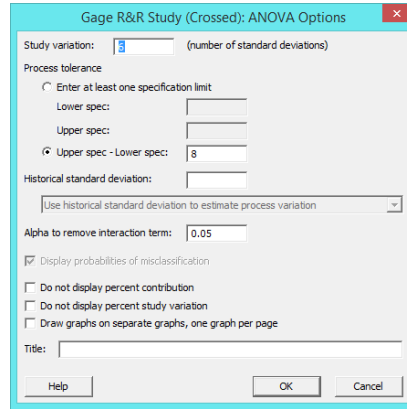 Gage R&R Study (Crossed): ANOVA Options
Study variation: 6 (number of standard deviations)
Process tolerance
Enter at least one specification limit
Lower spec:
Upper spec:
Upper spec - Lower spec: 8
Historical standard deviation:
Use historical standard deviation to estimate process variation
Alpha to remove interaction term: 0.05
Display probabilities of misclassification
Do not display percent contribution
Do not display percent study variation
Draw graphs on separate graphs, one graph per page
Title:
Help OK Cancel